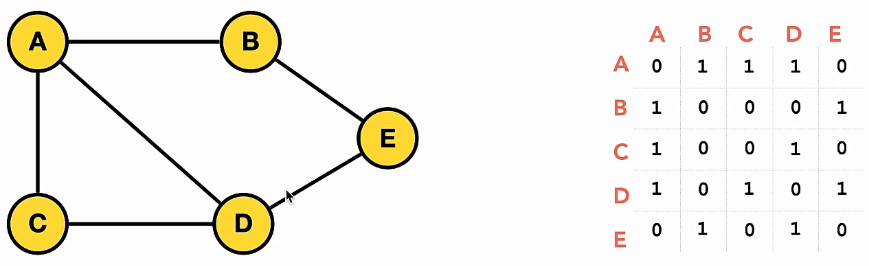 A B
E
C D
A B C D E
A 0 1 1 1 0
B 1 0 0 0 1
C 1 0 0 1 0
D 1 0 1 0 1
E 0 1 0 1 0